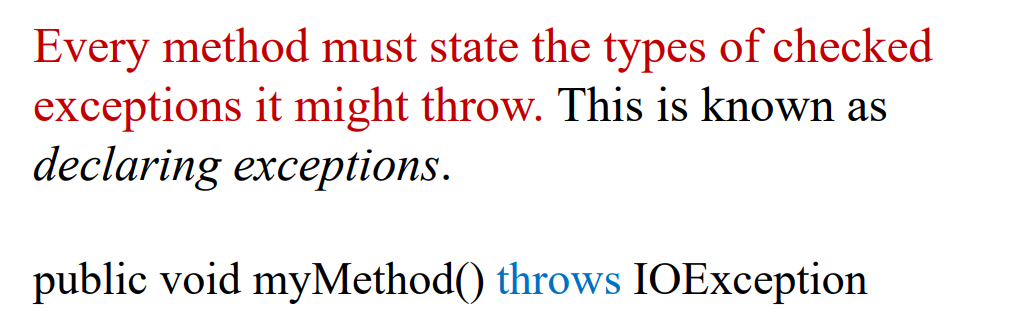 Every method must state the types of checked
exceptions it might throw. This is known as
declaring exceptions.
public void myMethod() throws IOException